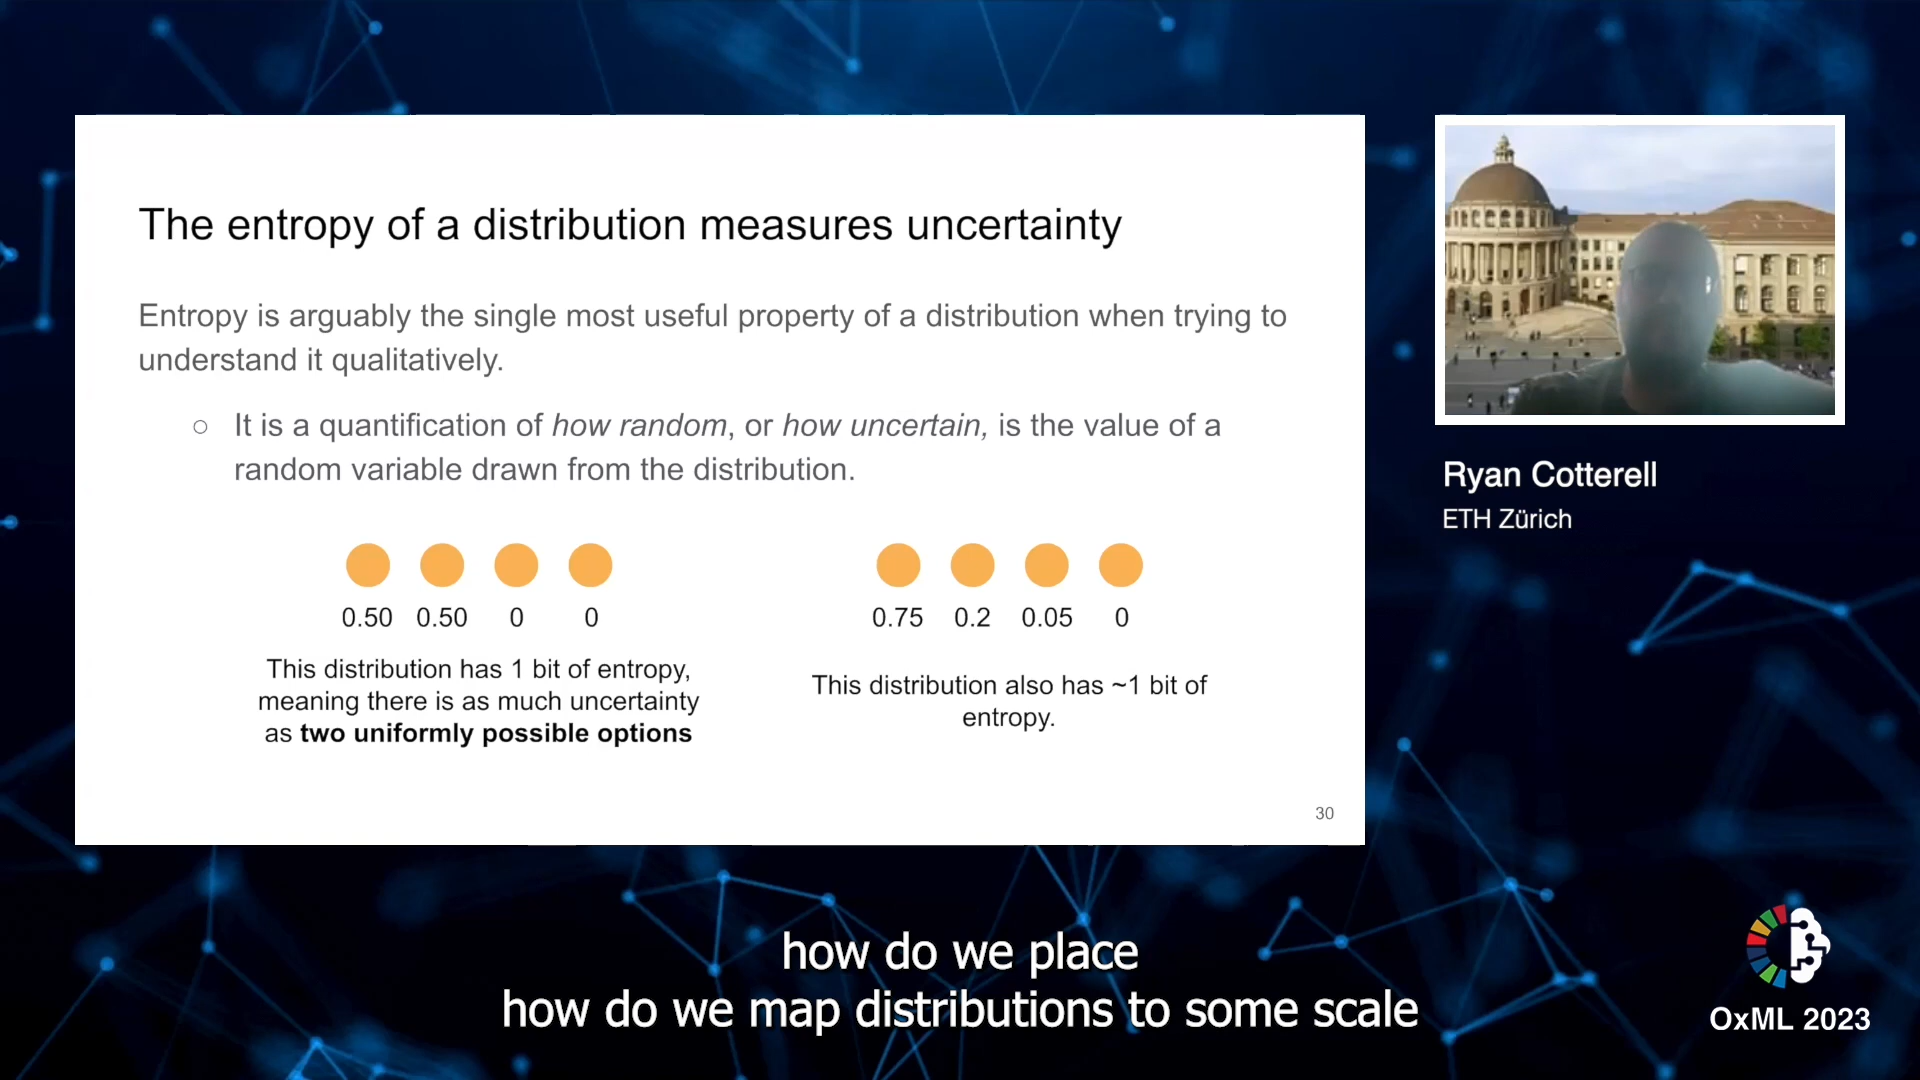 The entropy of a distribution measures uncertainty
Entropy is arguably the single most useful property of a distribution when trying to
understand it qualitatively.
○ It is a quantification of how random, or how uncertain, is the value of a
random variable drawn from the distribution.
0.50 0.50 0 0
This distribution has 1 bit of entropy,
meaning there is as much uncertainty
as two uniformly possible options
0.75 0.2 0.05 0
This distribution also has ~1 bit of
entropy.
30
Ryan Cotterell
ETH Zürich
how do we place
how do we map distributions to some scale
OxML 2023